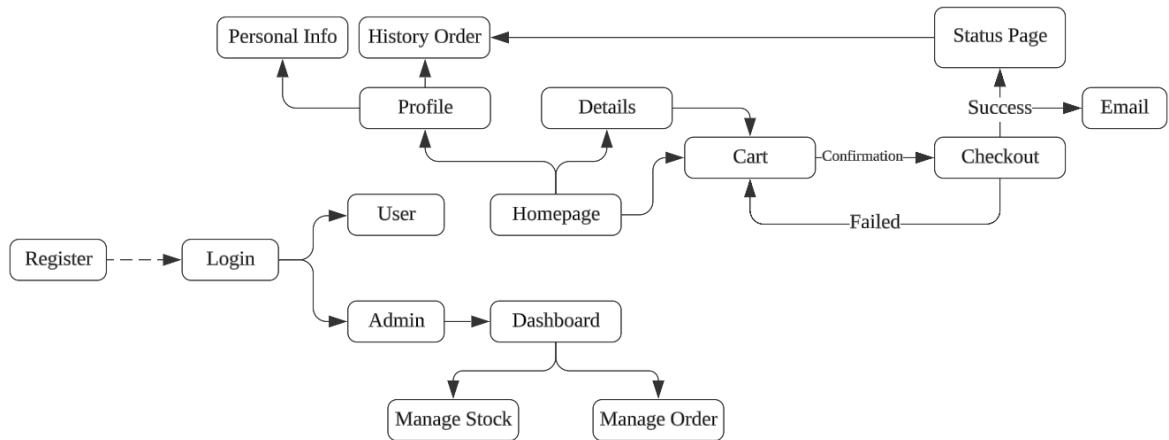 Personal Info
History Order
Status Page
Profile
Details
Success
Email
Cart
Confirmation
Checkout
User
Homepage
Failed
Register
Login
Admin
Dashboard
Manage Stock
Manage Order